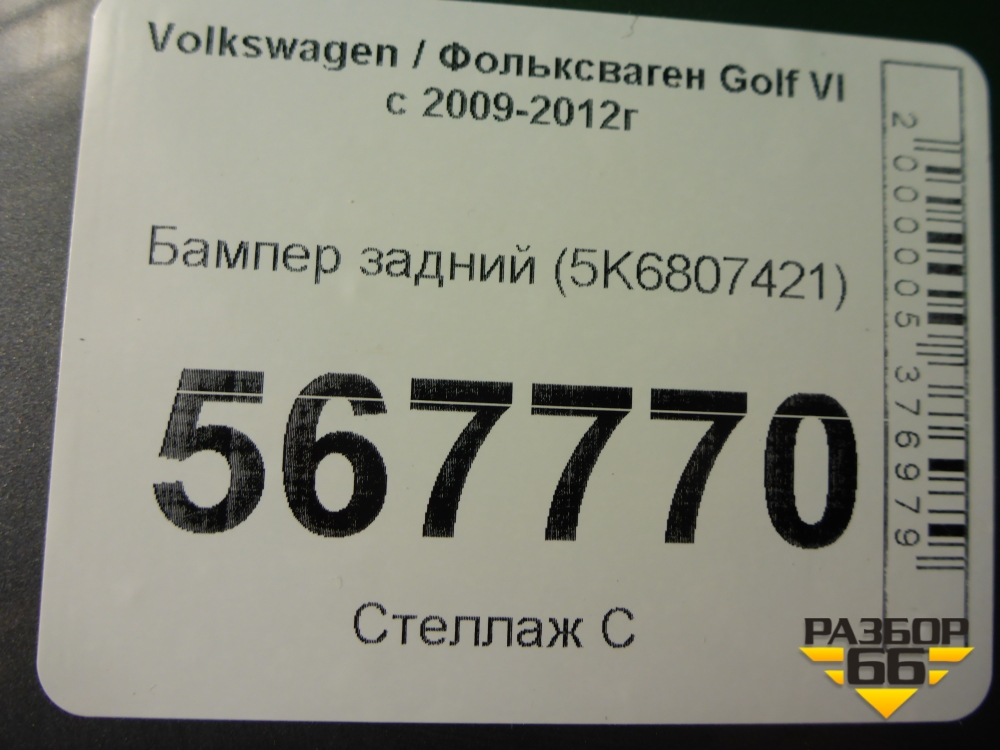 Volkswagen / Фольксваген Golf VI
с 2009-2012г
Бампер задний (5K6807421)
567770
Стеллаж С
2000005376979
РАЗБОР
66